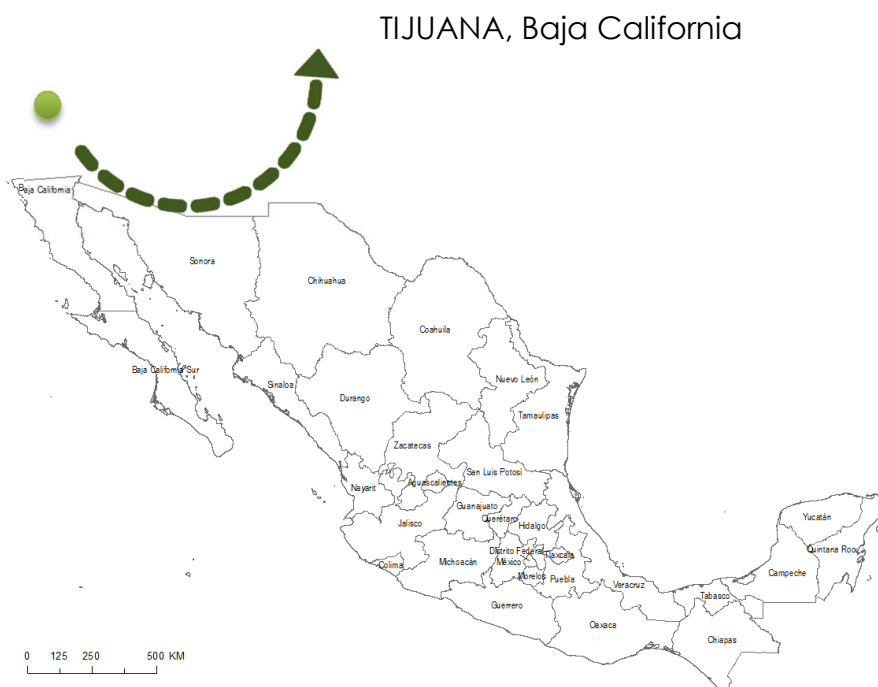 TIJUANA, Baja California
Baja California
Sonora
Chihuahua
Coahuila
Nuevo León
Baja California Sur
Sinaloa
Durango
Tamaulipas
Zacatecas
San Luis Potosí
Nayarit
Aguascalientes
Guanajuato
Querétaro
Hidalgo
Jalisco
Yucatán
Quintana Roo
Distrito Federal
Tlaxcala
México
Michoacán
Colima
Morelos
Puebla
Veracruz
Campeche
Tabasco
Guerrero
Oaxaca
Chiapas
0 125 250 500 KM